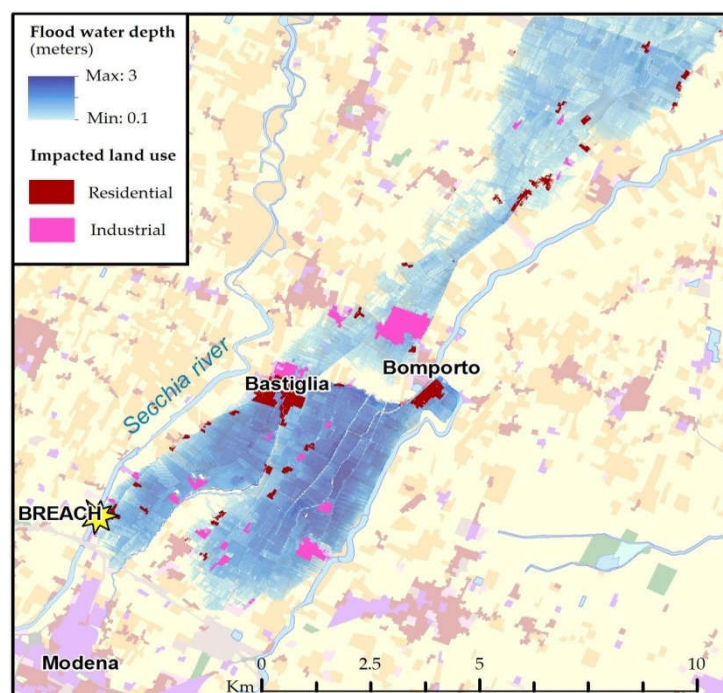 Flood water depth
(meters)
Max: 3
Min: 0.1
Impacted land use
Residential
Industrial
Secchia river
Bastiglia
Bomporto
BREACH
Modena
0 2.5 5 10
Km